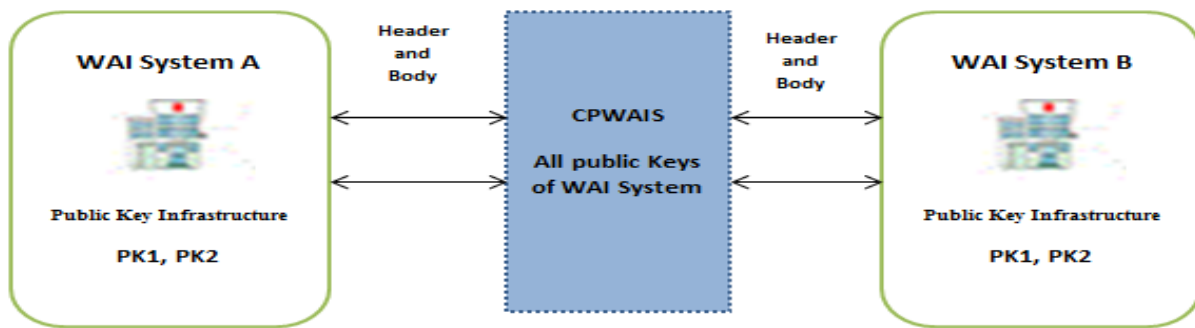 WAI System A
Public Key Infrastructure
PK1, PK2
Header
and
Body
CPWAIS
All public Keys
of WAI System
Header
and
Body
WAI System B
Public Key Infrastructure
PK1, PK2